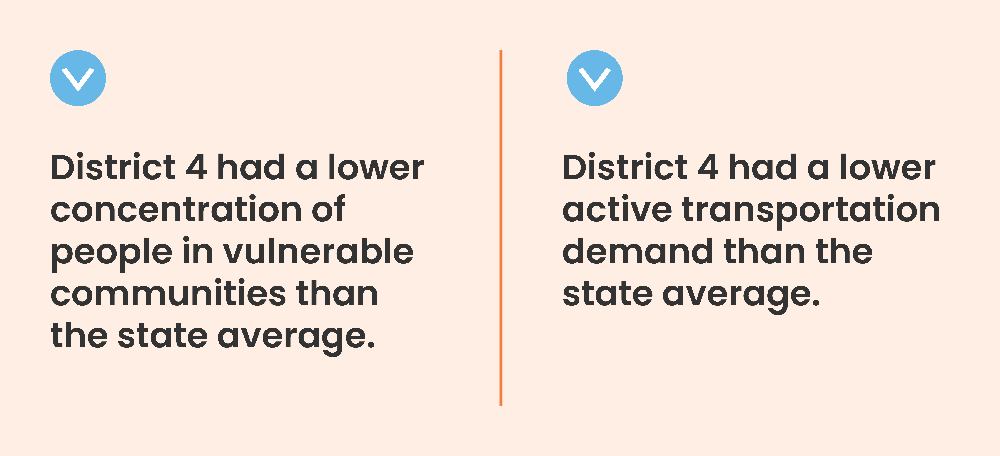 District 4 had a lower
concentration of
people in vulnerable
communities than
the state average.
District 4 had a lower
active transportation
demand than the
state average.